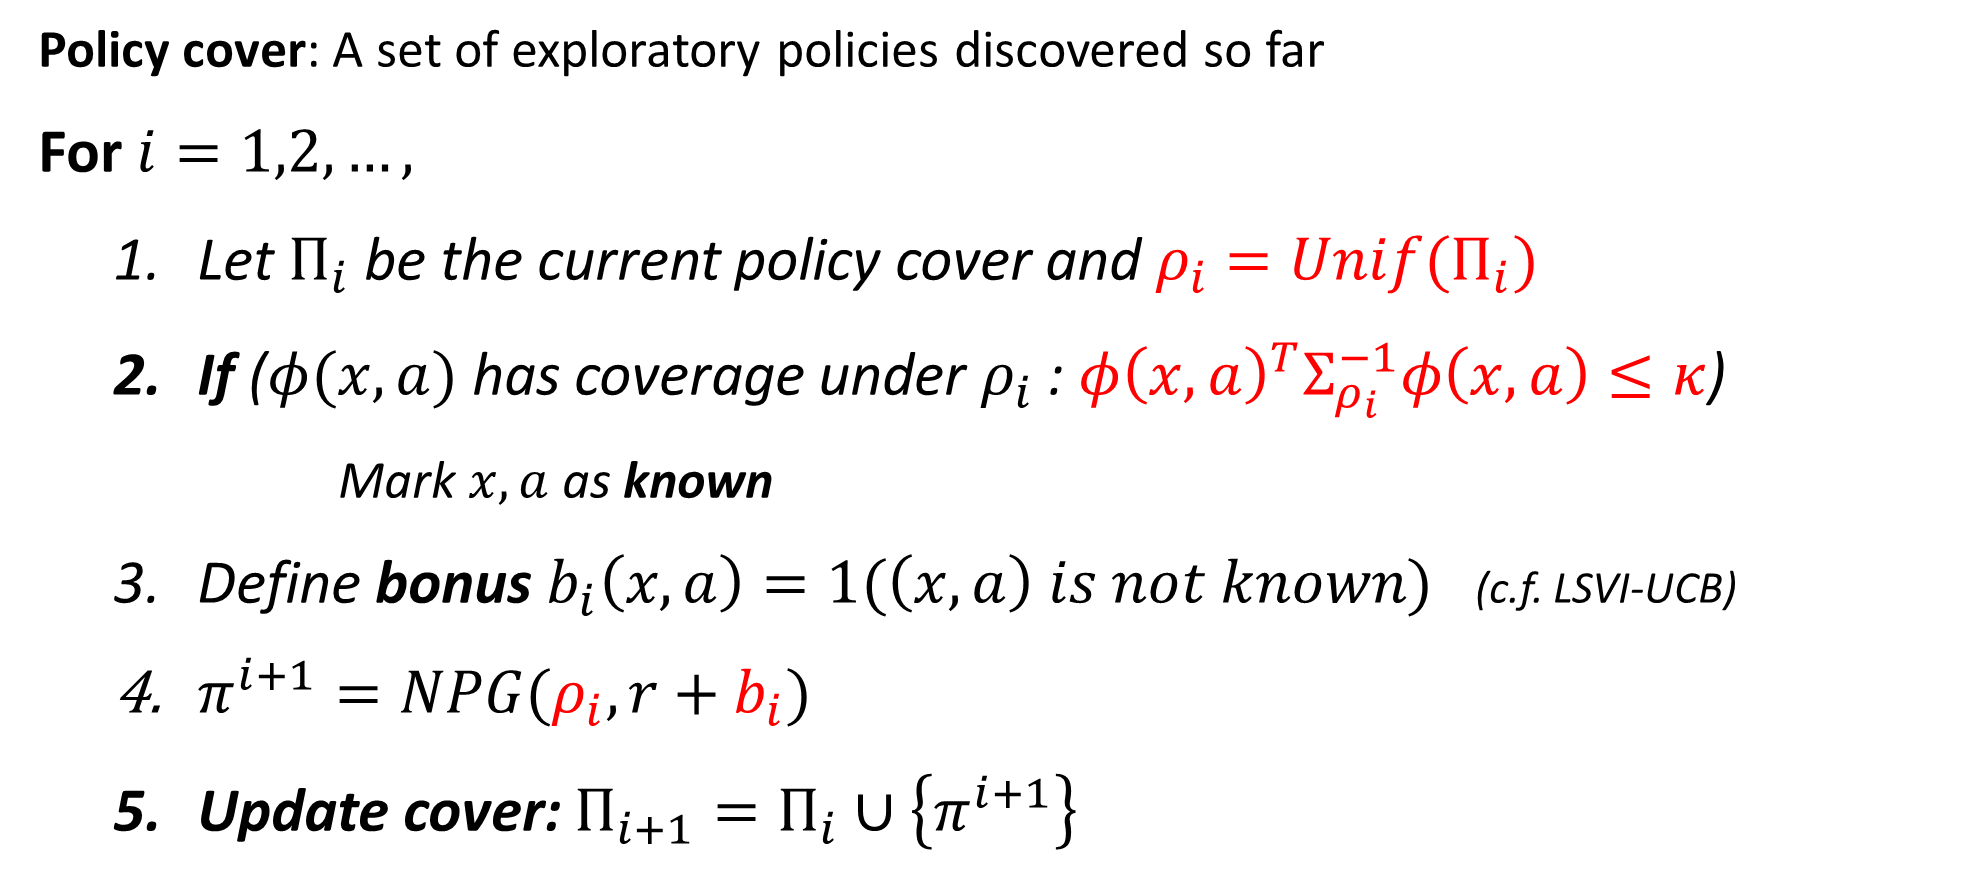 Policy cover: A set of exploratory policies discovered so far
For 𝑖 = 1,2, … ,
1. Let Π_i be the current policy cover and ρ_i = Unif(Π_i)
2. If (ϕ(x, a) has coverage under ρ_i : ϕ(x, a)^T Σ_{ρ_i}^{−1} ϕ(x, a) ≤ κ)
Mark x, a as known
3. Define bonus b_i(x, a) = 1((x, a) is not known) (c.f. LSVI-UCB)
4. π^{i+1} = NPG(ρ_i, r + b_i)
5. Update cover: Π_{i+1} = Π_i ∪ {π^{i+1}}